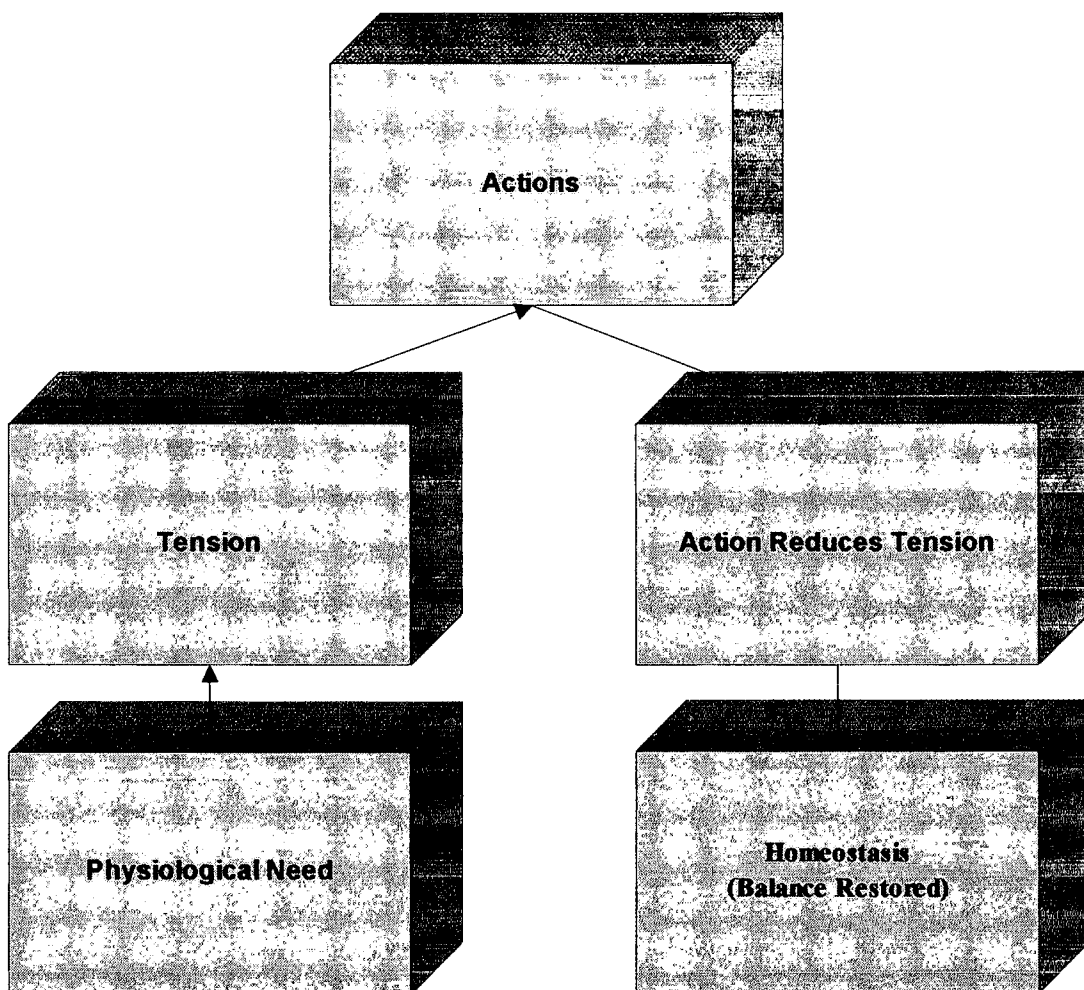 Actions
Tension
Action Reduces Tension
Physiological Need
Homeostasis
(Balance Restored)